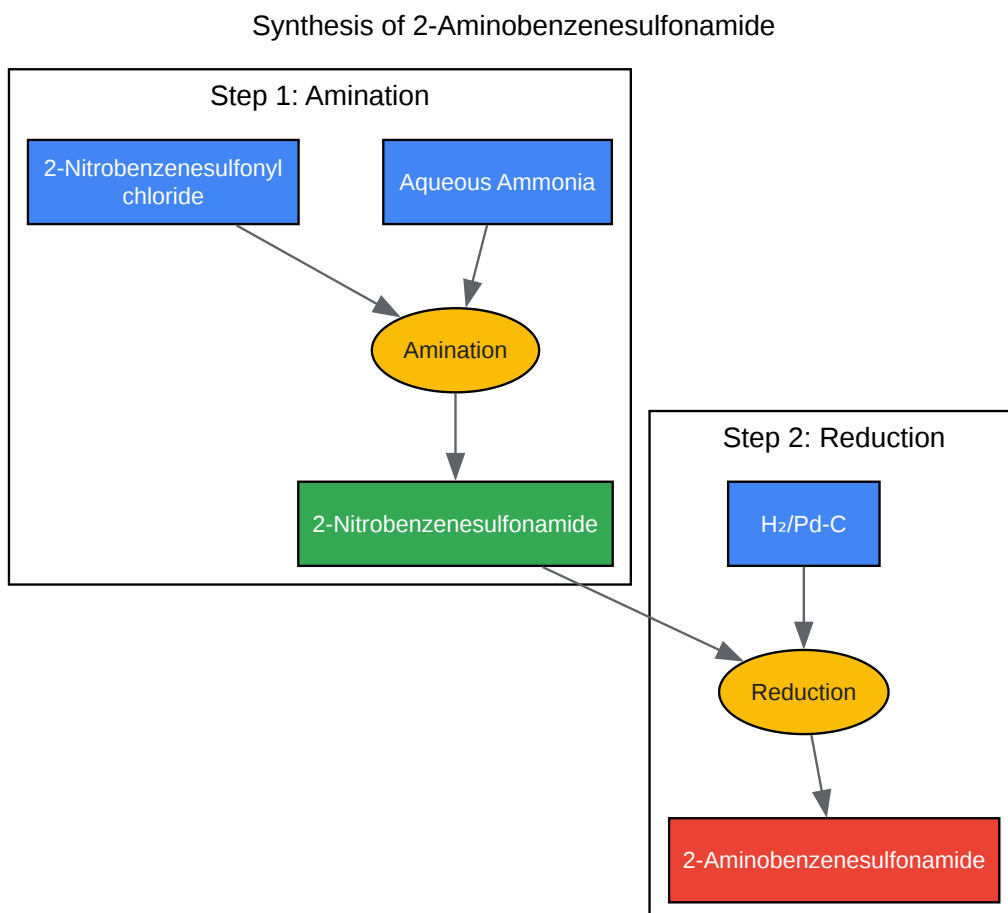 Synthesis of 2-Aminobenzenesulfonamide
Step 1: Amination
2-Nitrobenzenesulfonyl
chloride
Aqueous Ammonia
Amination
2-Nitrobenzenesulfonamide
Step 2: Reduction
H₂/Pd-C
Reduction
2-Aminobenzenesulfonamide